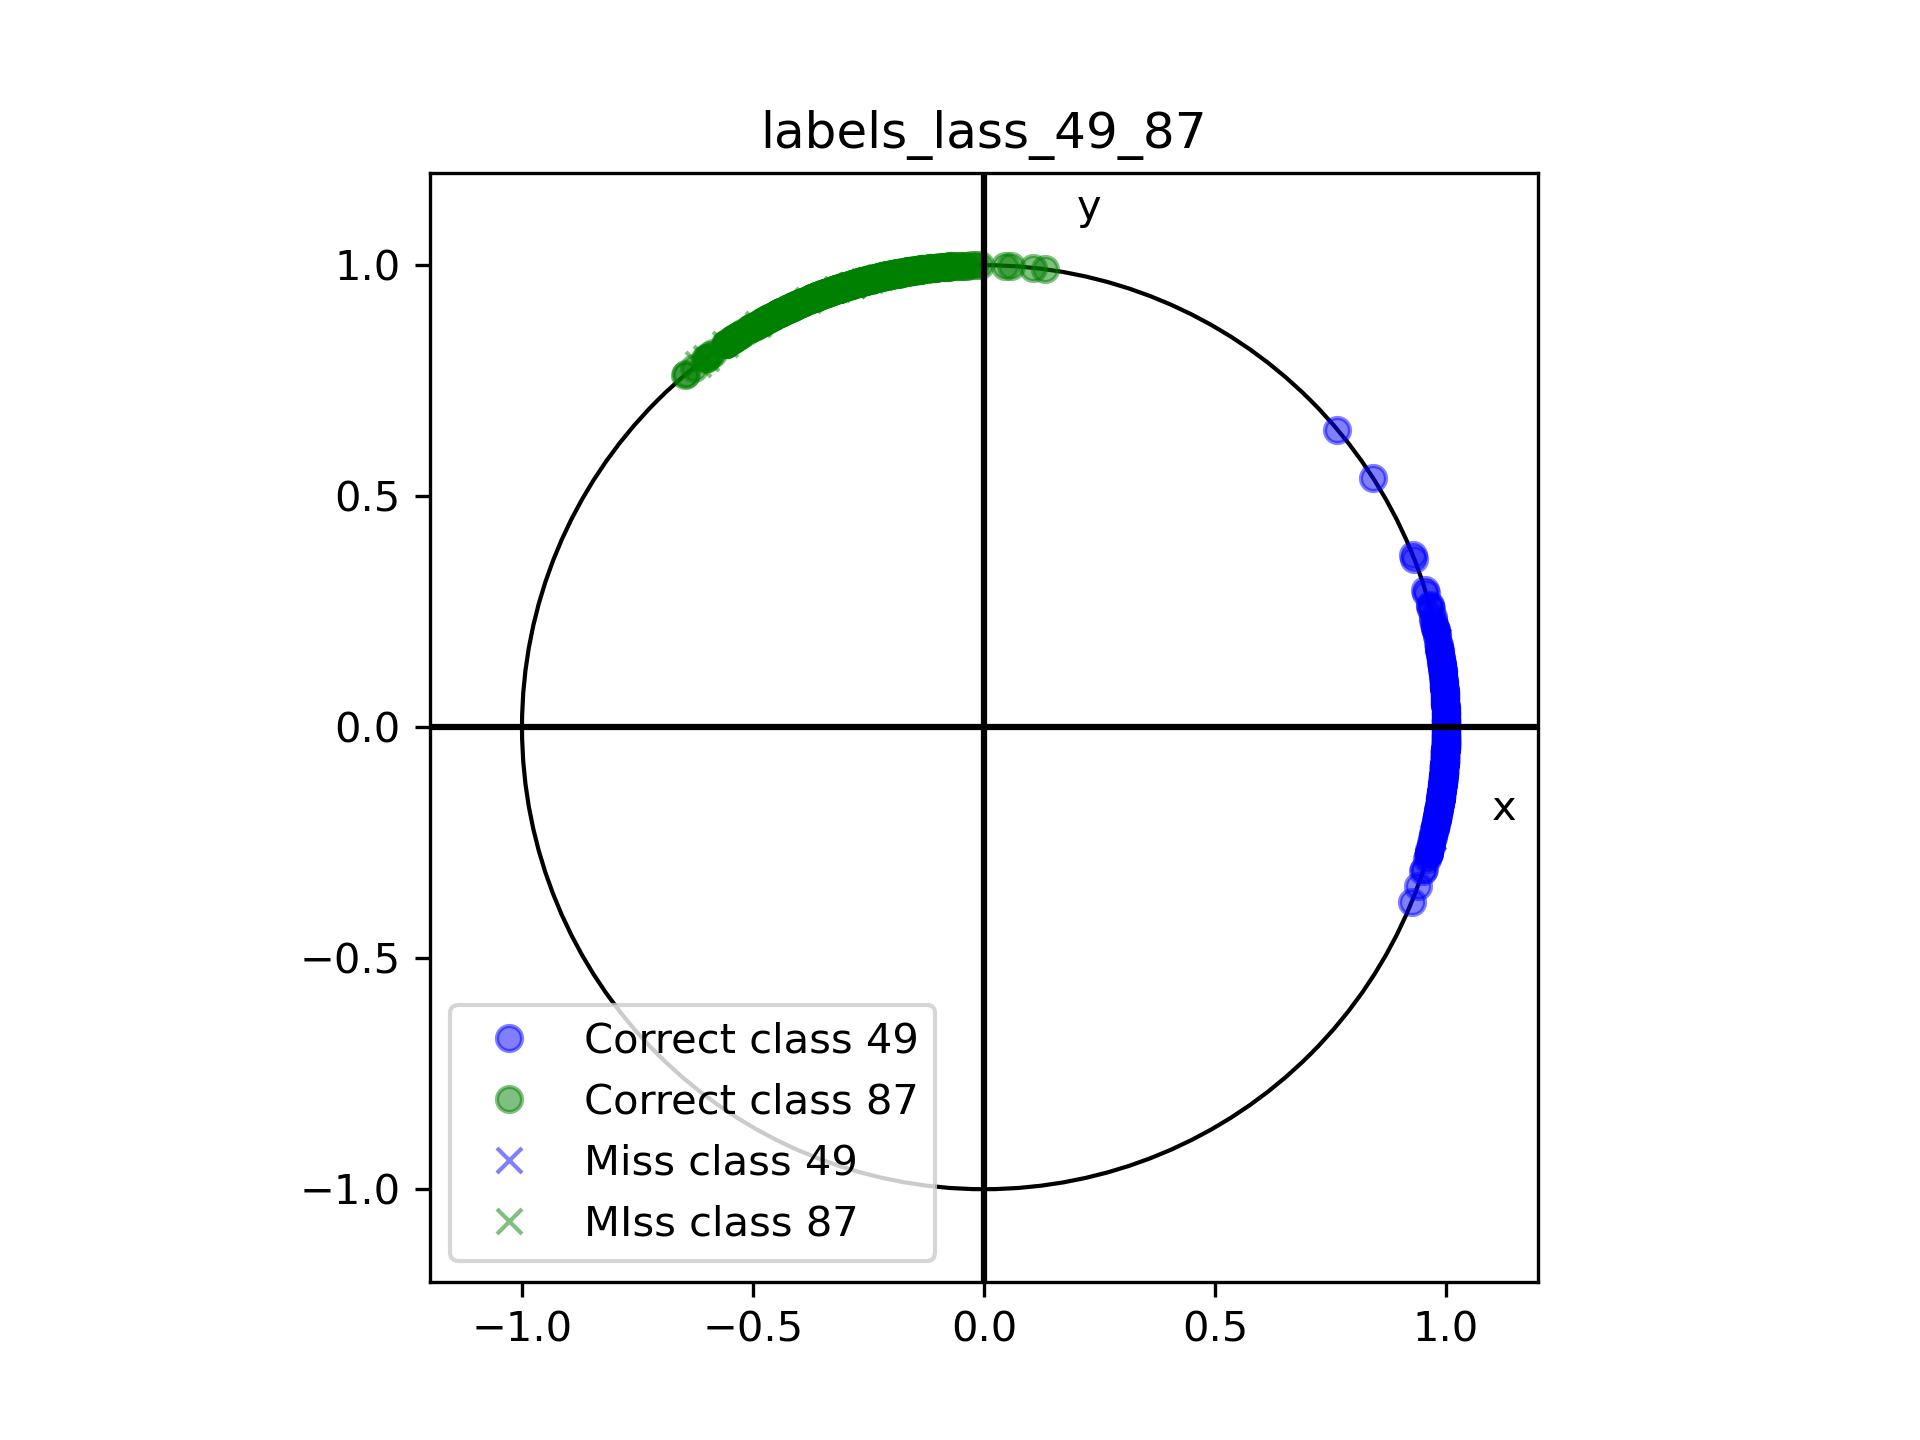 labels_lass_49_87
y
1.0
0.5
0.0
x
−0.5
−1.0
Correct class 49
Correct class 87
Miss class 49
MIss class 87
−1.0 −0.5 0.0 0.5 1.0